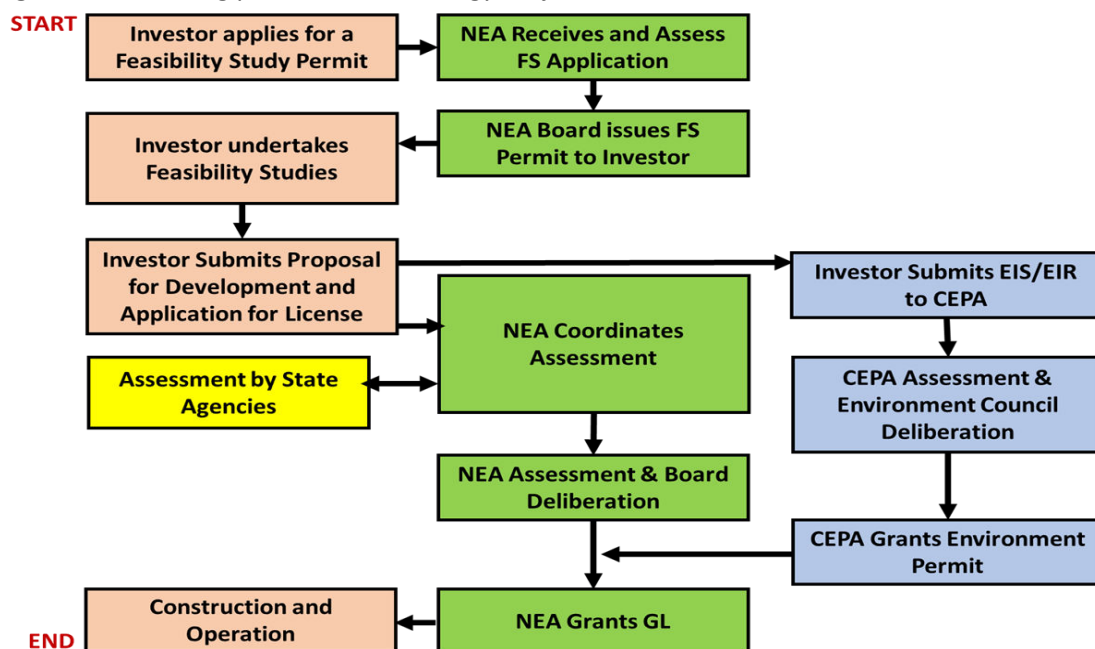 START
Investor applies for a
Feasibility Study Permit
NEA Receives and Assess
FS Application
Investor undertakes
Feasibility Studies
NEA Board issues FS
Permit to Investor
Investor Submits Proposal
for Development and
Application for License
Investor Submits EIS/EIR
to CEPA
NEA Coordinates
Assessment
Assessment by State
Agencies
CEPA Assessment &
Environment Council
Deliberation
NEA Assessment & Board
Deliberation
CEPA Grants Environment
Permit
Construction and
Operation
NEA Grants GL
END